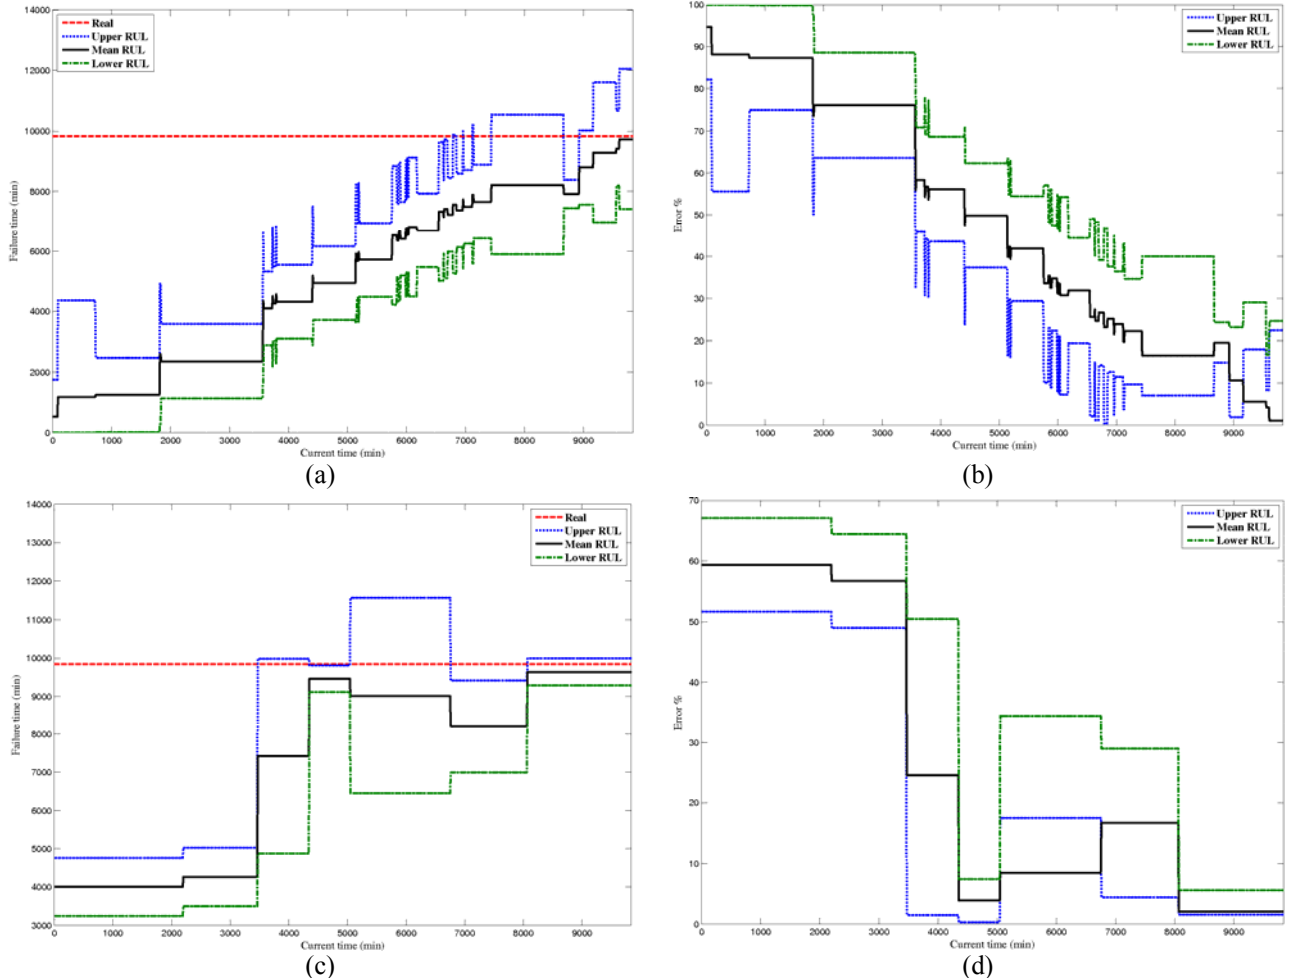 14000
12000
10000
8000
6000
4000
2000
0
Failure time (min)
Real
Upper RUL
Mean RUL
Lower RUL
0 1000 2000 3000 4000 5000 6000 7000 8000 9000
Current time (min)
(a)
100
90
80
70
60
50
40
30
20
10
0
Error %
Upper RUL
Mean RUL
Lower RUL
0 1000 2000 3000 4000 5000 6000 7000 8000 9000
Current time (min)
(b)
14000
13000
12000
11000
10000
9000
8000
7000
6000
5000
4000
3000
Failure time (min)
Real
Upper RUL
Mean RUL
Lower RUL
0 1000 2000 3000 4000 5000 6000 7000 8000 9000
Current time (min)
(c)
70
60
50
40
30
20
10
0
Error %
Upper RUL
Mean RUL
Lower RUL
0 1000 2000 3000 4000 5000 6000 7000 8000 9000
Current time (min)
(d)